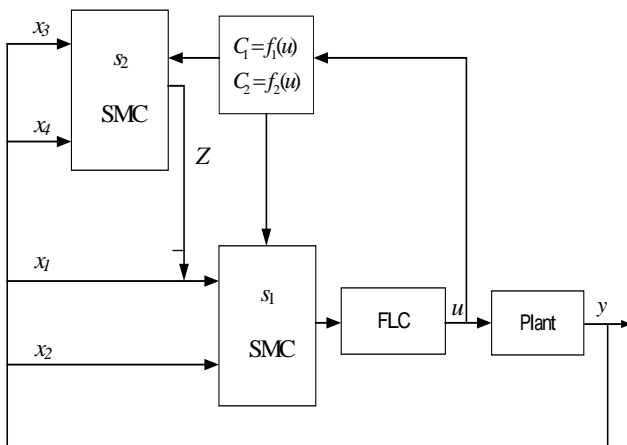 x₃
s₂
SMC
C₁=f₁(u)
C₂=f₂(u)
x₄
Z
x₁
s₁
SMC
FLC
u
Plant
y
x₂